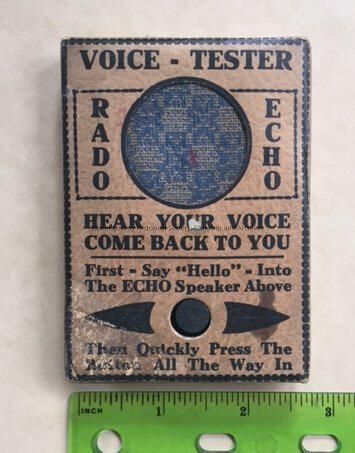 VOICE - TESTER
RADO
ECHO
HEAR YOUR VOICE
COME BACK TO YOU
First - Say "Hello" - Into
The ECHO Speaker Above
Then Quickly Press The
Button All The Way In
INCH 1 2 3